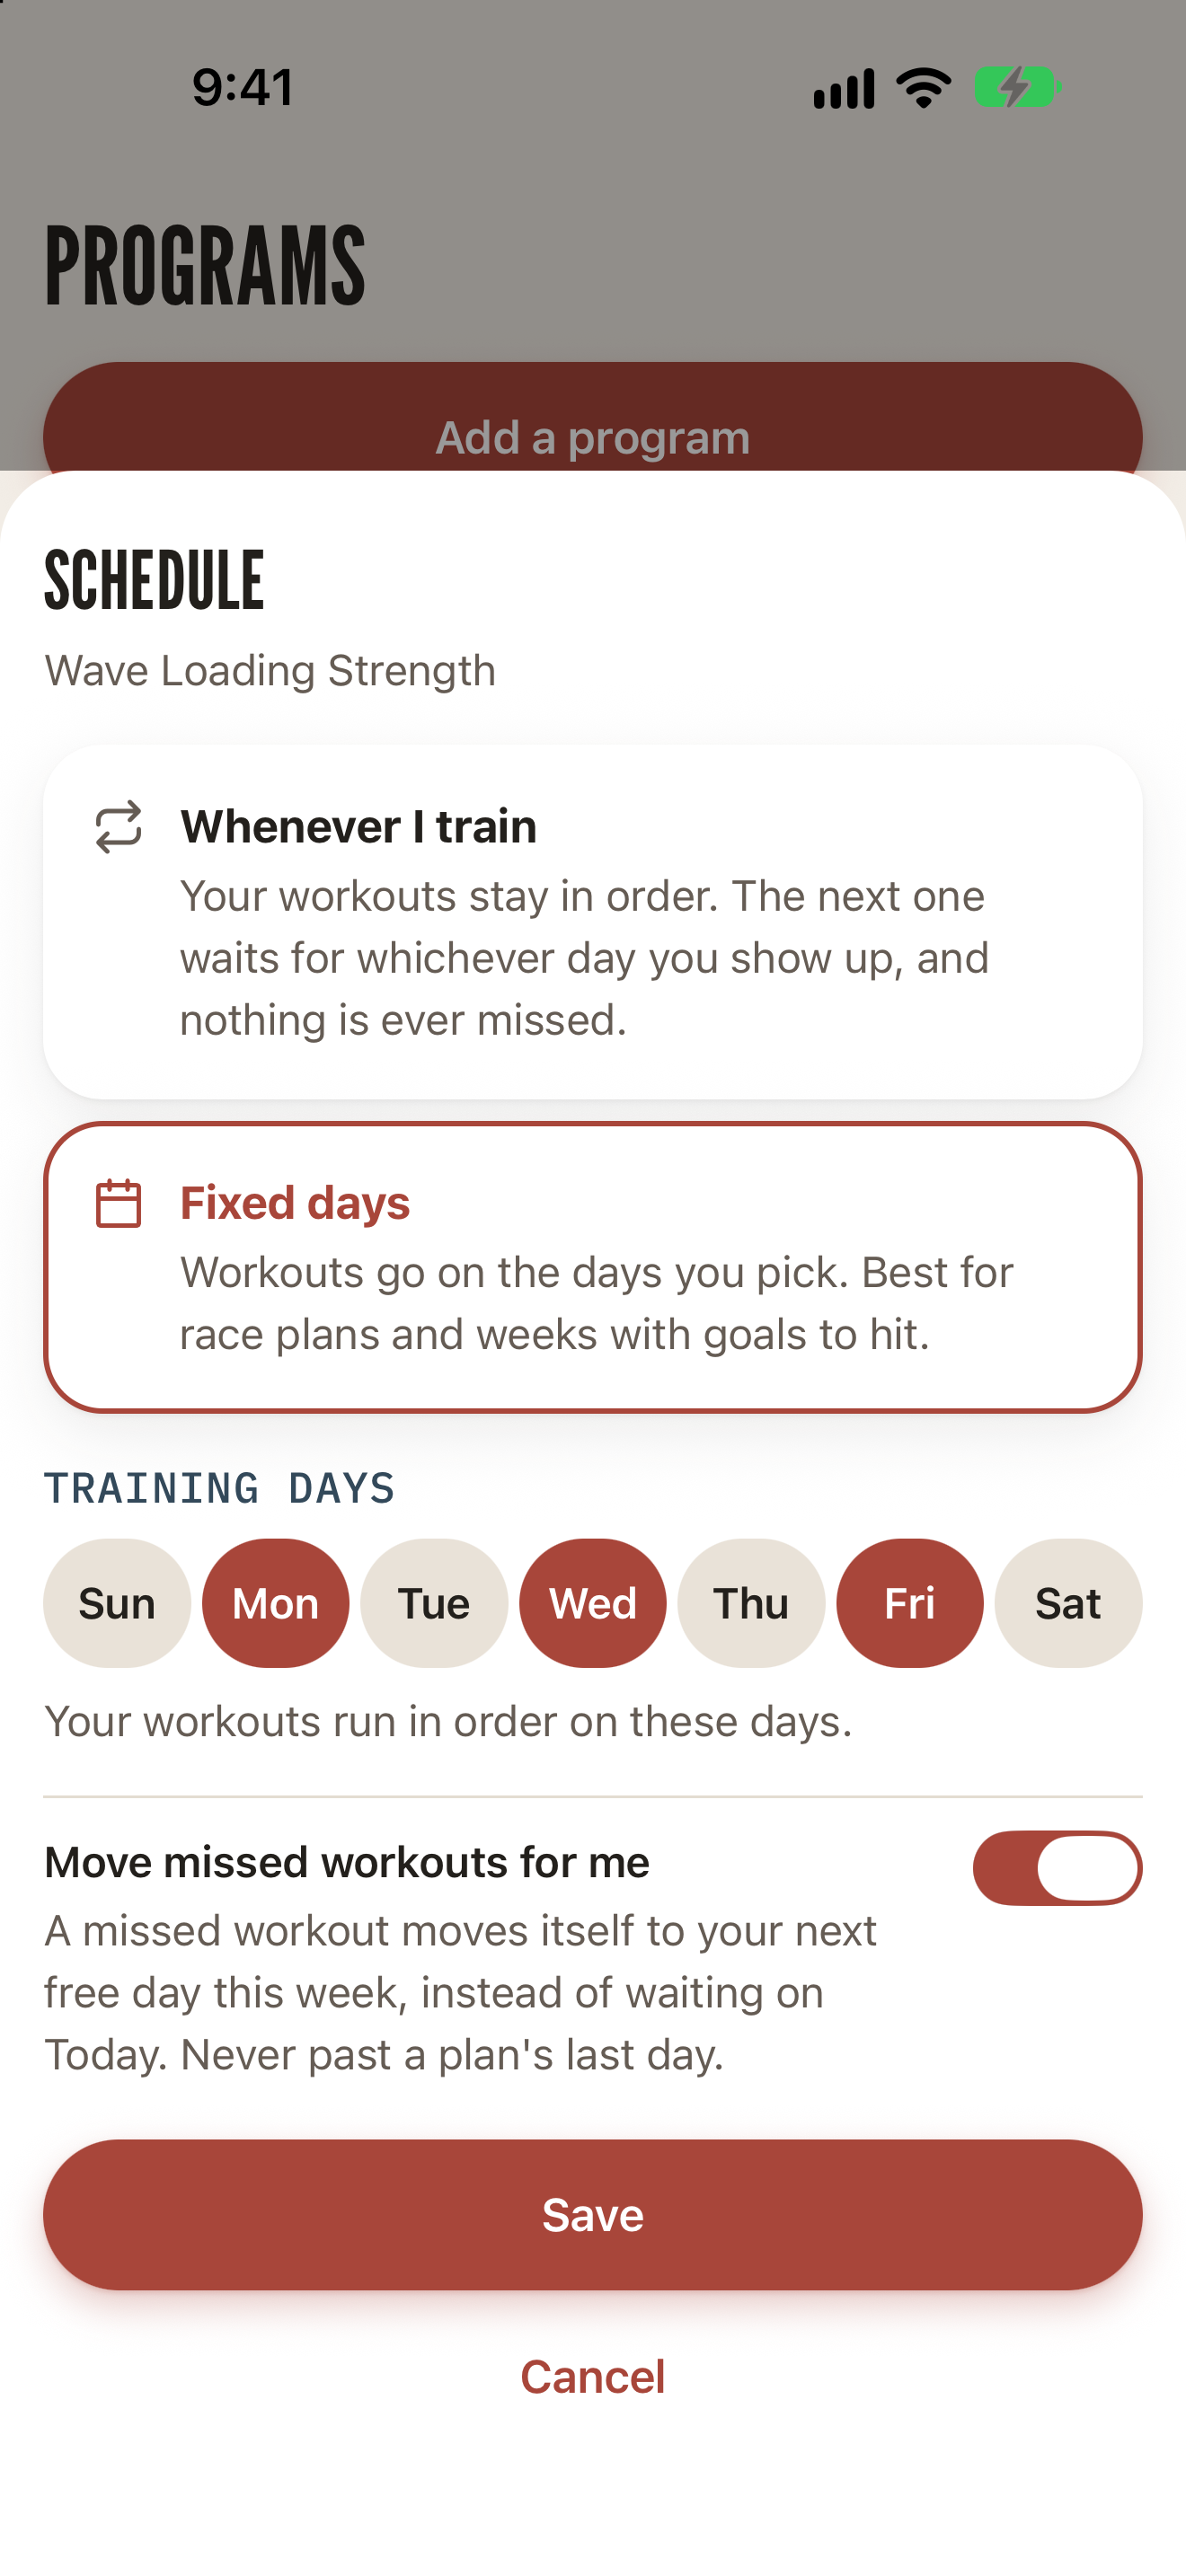 9:41
PROGRAMS
Add a program
SCHEDULE
Wave Loading Strength
Whenever I train
Your workouts stay in order. The next one
waits for whichever day you show up, and
nothing is ever missed.
Fixed days
Workouts go on the days you pick. Best for
race plans and weeks with goals to hit.
TRAINING DAYS
Sun Mon Tue Wed Thu Fri Sat
Your workouts run in order on these days.
Move missed workouts for me
A missed workout moves itself to your next
free day this week, instead of waiting on
Today. Never past a plan's last day.
Save
Cancel